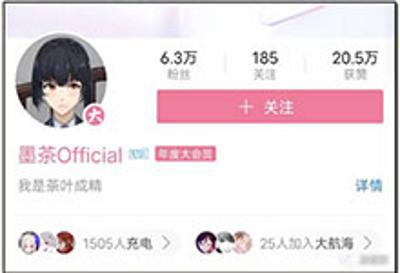 6.3万 185 20.5万
粉丝 关注 获赞
大
＋ 关注
墨茶Official 年度大会员
我是茶叶成精 详情
1505人充电 > 25人加入大航海 >